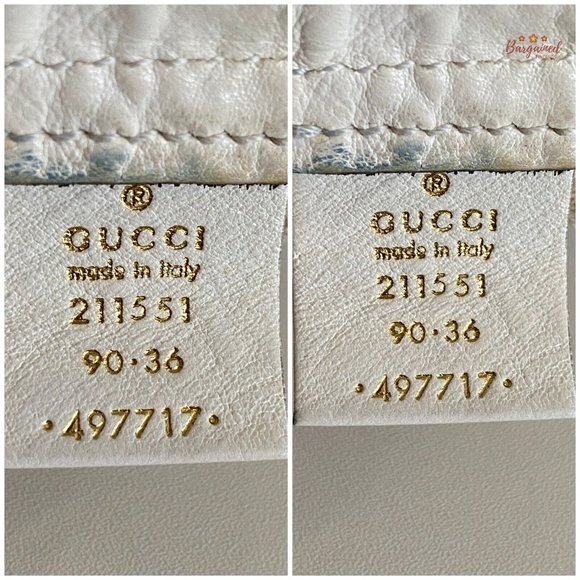 ®
GUCCI
made in italy
211551
90·36
·497717·
Bargained
®
GUCCI
made in italy
211551
90·36
·497717·